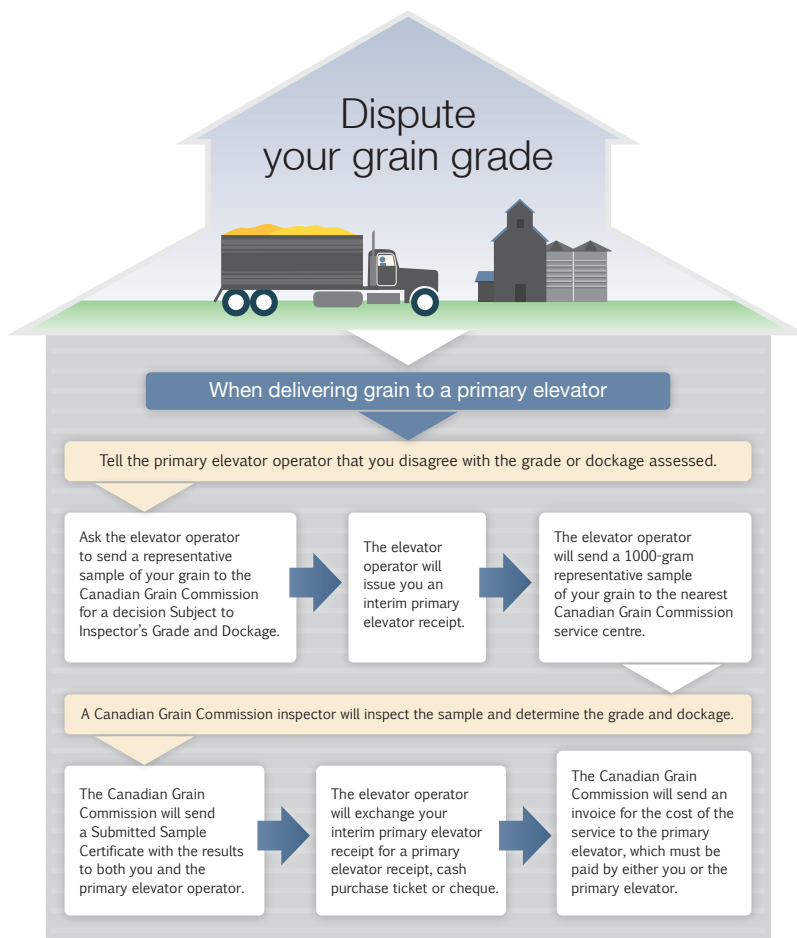 Dispute
your grain grade
When delivering grain to a primary elevator
Tell the primary elevator operator that you disagree with the grade or dockage assessed.
Ask the elevator operator
to send a representative
sample of your grain to the
Canadian Grain Commission
for a decision Subject to
Inspector's Grade and Dockage.
The elevator
operator will
issue you an
interim primary
elevator receipt.
The elevator operator
will send a 1000-gram
representative sample
of your grain to the nearest
Canadian Grain Commission
service centre.
A Canadian Grain Commission inspector will inspect the sample and determine the grade and dockage.
The Canadian Grain
Commission will send
a Submitted Sample
Certificate with the results
to both you and the
primary elevator operator.
The elevator operator
will exchange your
interim primary elevator
receipt for a primary
elevator receipt, cash
purchase ticket or cheque.
The Canadian Grain
Commission will send an
invoice for the cost of the
service to the primary
elevator, which must be
paid by either you or the
primary elevator.